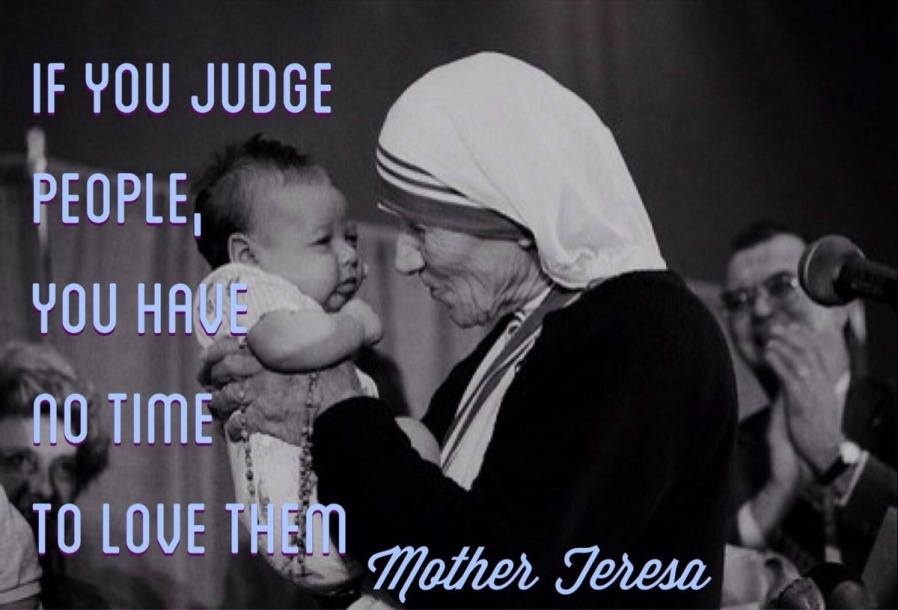 IF YOU JUDGE
PEOPLE,
YOU HAVE
NO TIME
TO LOVE THEM
Mother Teresa